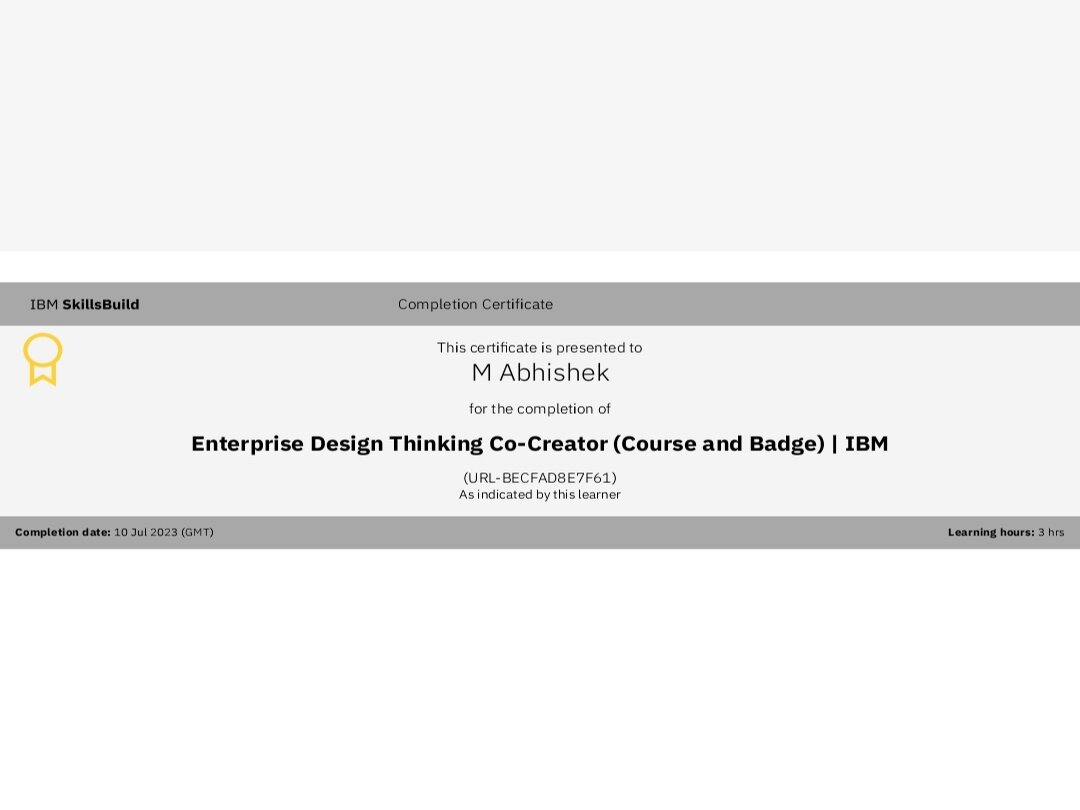 IBM SkillsBuild
Completion Certificate
This certificate is presented to
M Abhishek
for the completion of
Enterprise Design Thinking Co-Creator (Course and Badge) | IBM
(URL-BECFAD8E7F61)
As indicated by this learner
Completion date: 10 Jul 2023 (GMT)
Learning hours: 3 hrs